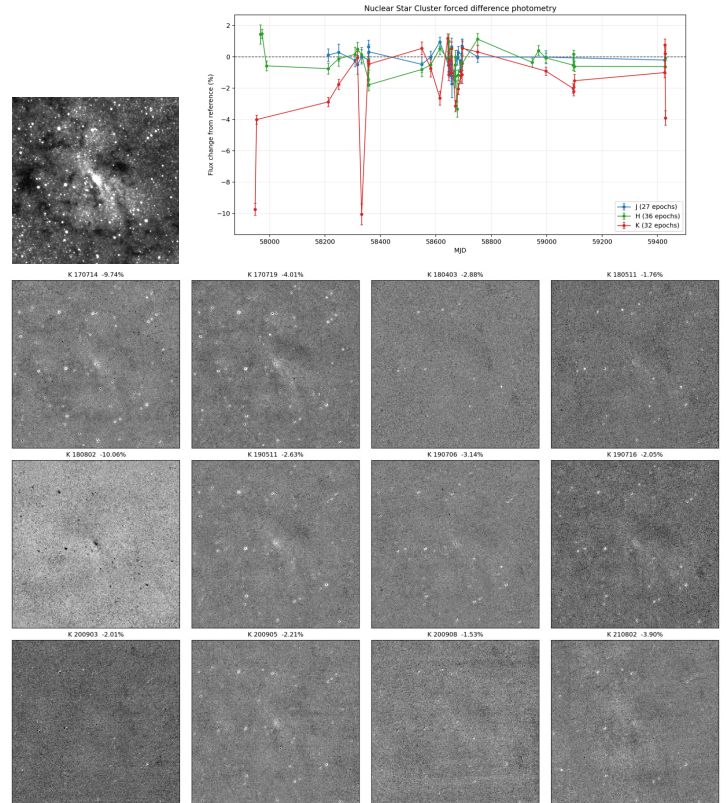 Nuclear Star Cluster forced difference photometry
Flux change from reference (%)
2
0
−2
−4
−6
−8
−10
J (27 epochs)
H (36 epochs)
K (32 epochs)
58000
58200
58400
58600
58800
59000
59200
59400
MJD
K 170714 -9.74%
K 170719 -4.01%
K 180403 -2.88%
K 180511 -1.76%
K 180802 -10.06%
K 190511 -2.63%
K 190706 -3.14%
K 190716 -2.05%
K 200903 -2.01%
K 200905 -2.21%
K 200908 -1.53%
K 210802 -3.90%